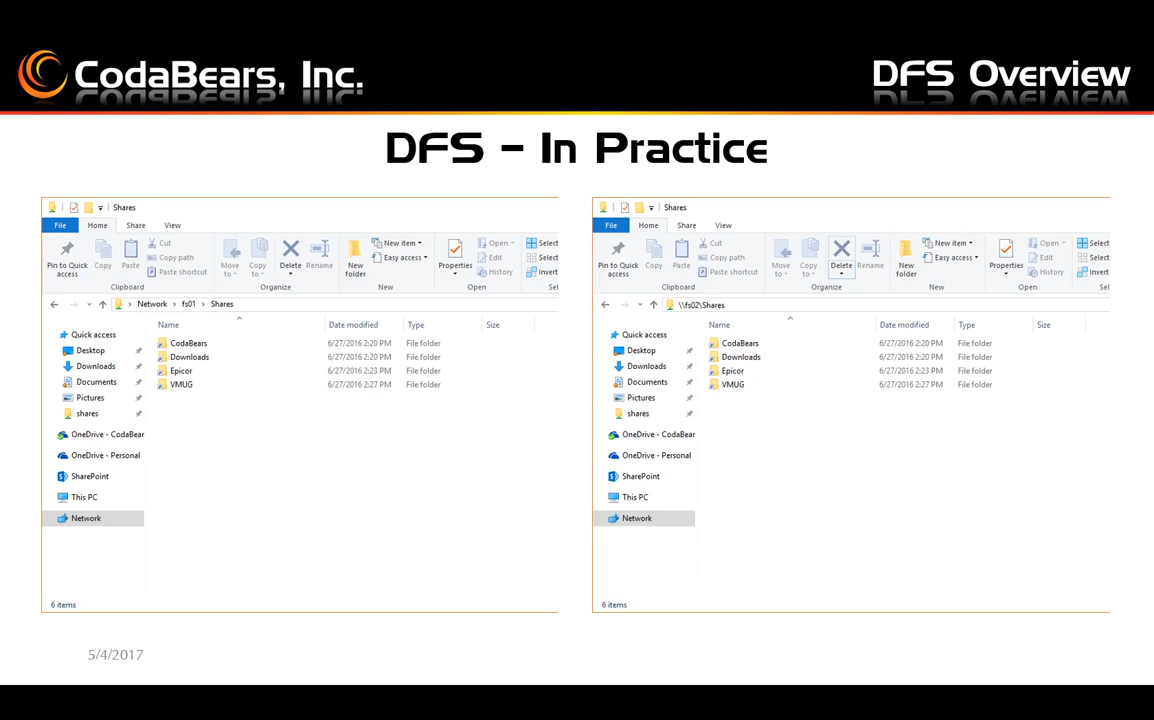 CodaBears, Inc.
DFS Overview
DFS – In Practice
Shares
File Home Share View
Pin to Quick access
Copy
Paste
Cut
Copy path
Paste shortcut
Clipboard
Move to
Copy to
Delete
Rename
Organize
New folder
New item
Easy access
New
Properties
Open
Edit
History
Open
Select
Select
Invert
Sel
Network > fs01 > Shares
Name Date modified Type Size
CodaBears 6/27/2016 2:20 PM File folder
Downloads 6/27/2016 2:20 PM File folder
Epicor 6/27/2016 2:23 PM File folder
VMUG 6/27/2016 2:27 PM File folder
Quick access
Desktop
Downloads
Documents
Pictures
shares
OneDrive - CodaBear
OneDrive - Personal
SharePoint
This PC
Network
6 items
Shares
File Home Share View
Pin to Quick access
Copy
Paste
Cut
Copy path
Paste shortcut
Clipboard
Move to
Copy to
Delete
Rename
Organize
New folder
New item
Easy access
New
Properties
Open
Edit
History
Open
Select
Select
Invert
Sel
\\fs02\Shares
Name Date modified Type Size
CodaBears 6/27/2016 2:20 PM File folder
Downloads 6/27/2016 2:20 PM File folder
Epicor 6/27/2016 2:23 PM File folder
VMUG 6/27/2016 2:27 PM File folder
Quick access
Desktop
Downloads
Documents
Pictures
shares
OneDrive - CodaBear
OneDrive - Personal
SharePoint
This PC
Network
6 items
5/4/2017